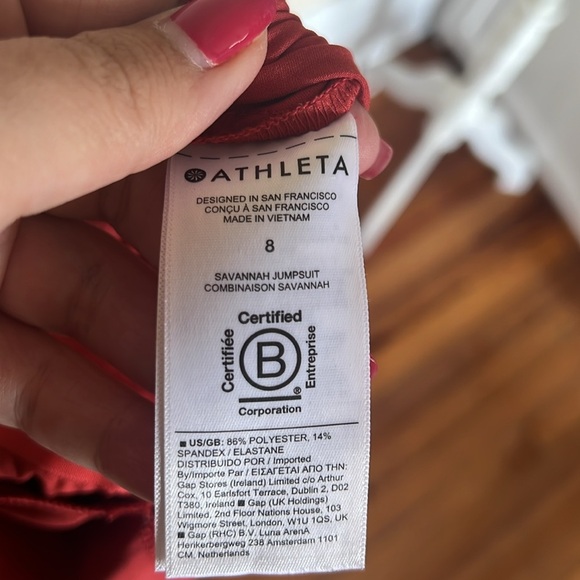 ATHLETA
DESIGNED IN SAN FRANCISCO
CONÇU À SAN FRANCISCO
MADE IN VIETNAM
8
SAVANNAH JUMPSUIT
COMBINAISON SAVANNAH
Certified
Certifiée
B
Entreprise
®
Corporation
■ US/GB: 86% POLYESTER, 14%
SPANDEX / ELASTANE
DISTRIBUIDO POR / Imported
By/Importe Par / ΕΙΣΑΓΕΤΑΙ ΑΠΟ ΤΗΝ:
Gap Stores (Ireland) Limited c/o Arthur
Cox, 10 Earlsfort Terrace, Dublin 2, D02
T380, Ireland ■ Gap (UK Holdings)
Limited, 2nd Floor Nations House, 103
Wigmore Street, London, W1U 1QS, UK
■ Gap (RHC) B.V. Luna ArenA
Herikerbergweg 238 Amsterdam 1101
CM, Netherlands